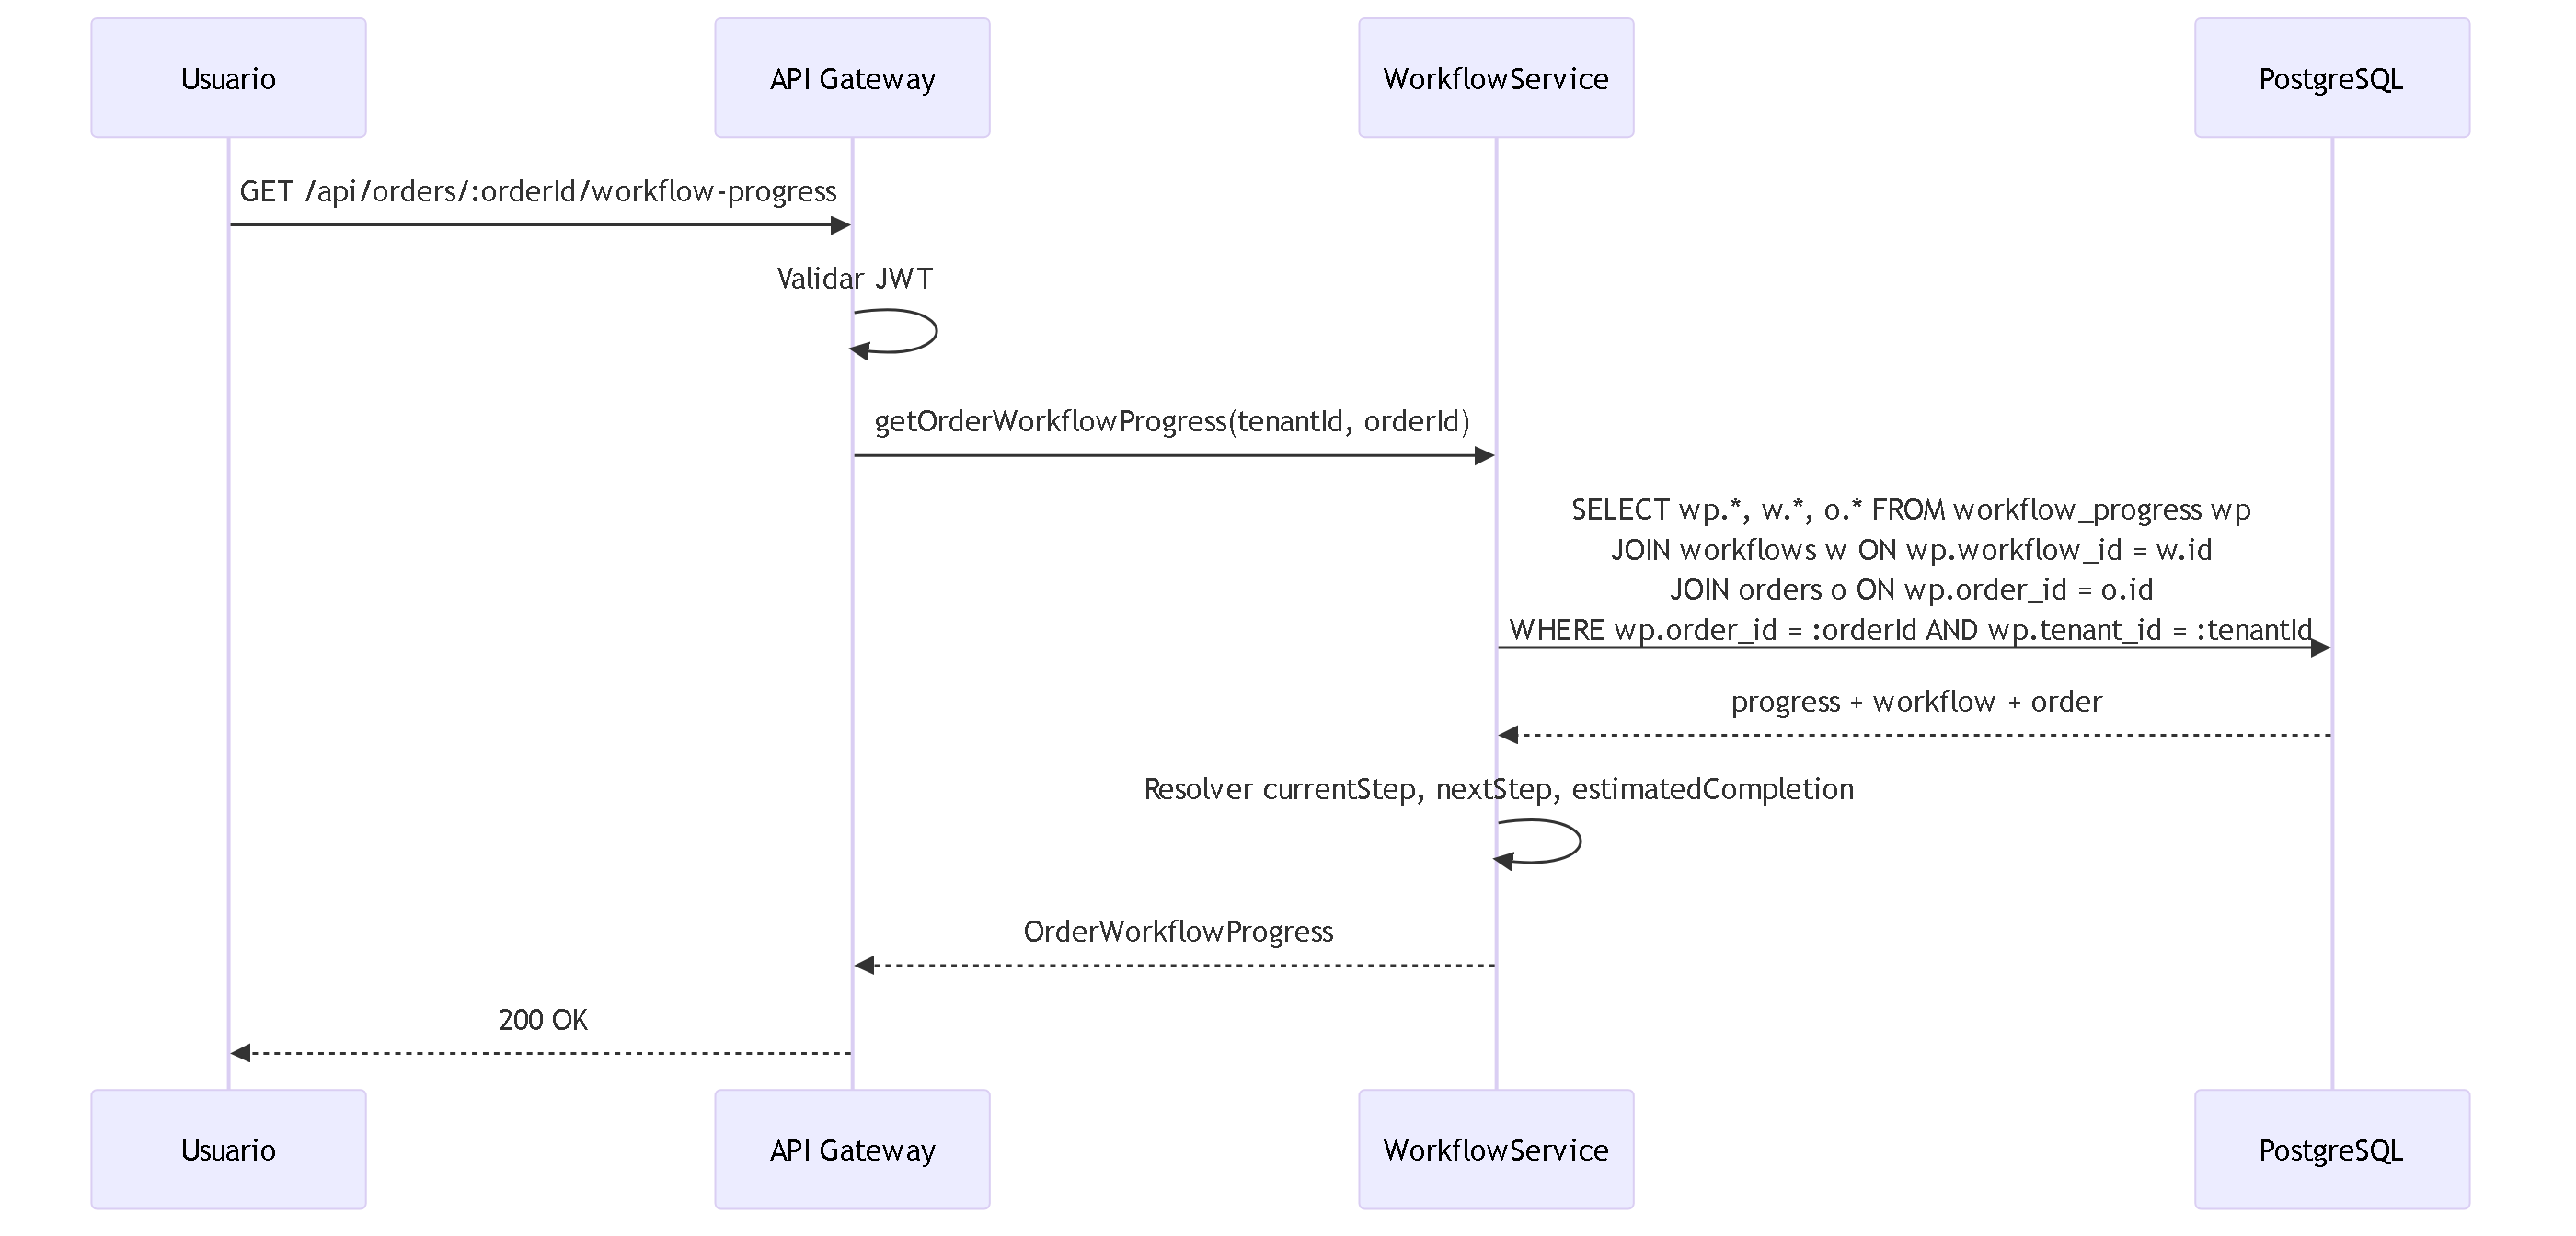 Usuario
API Gateway
WorkflowService
PostgreSQL
GET /api/orders/:orderId/workflow-progress
Validar JWT
getOrderWorkflowProgress(tenantId, orderId)
SELECT wp.*, w.*, o.* FROM workflow_progress wp
JOIN workflows w ON wp.workflow_id = w.id
JOIN orders o ON wp.order_id = o.id
WHERE wp.order_id = :orderId AND wp.tenant_id = :tenantId
progress + workflow + order
Resolver currentStep, nextStep, estimatedCompletion
OrderWorkflowProgress
200 OK
Usuario
API Gateway
WorkflowService
PostgreSQL